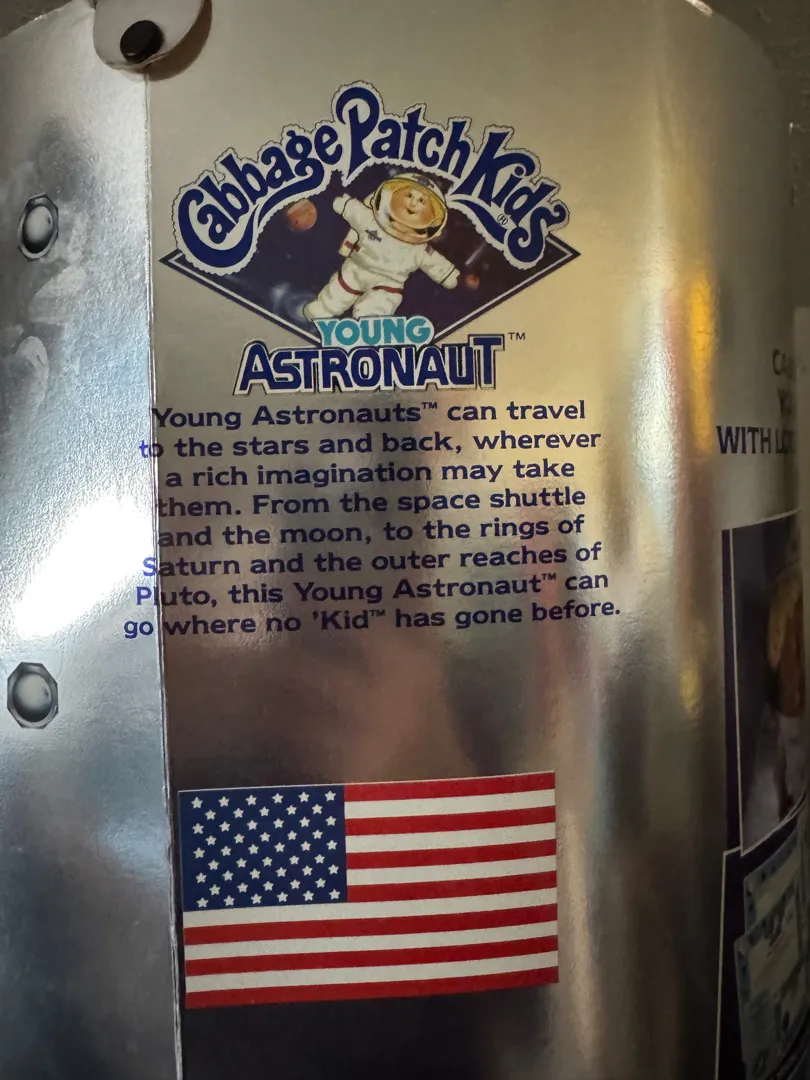 Cabbage Patch Kids®
YOUNG
ASTRONAUT™
Young Astronauts™ can travel
to the stars and back, wherever
a rich imagination may take
them. From the space shuttle
and the moon, to the rings of
Saturn and the outer reaches of
Pluto, this Young Astronaut™ can
go where no 'Kid™ has gone before.
WITH